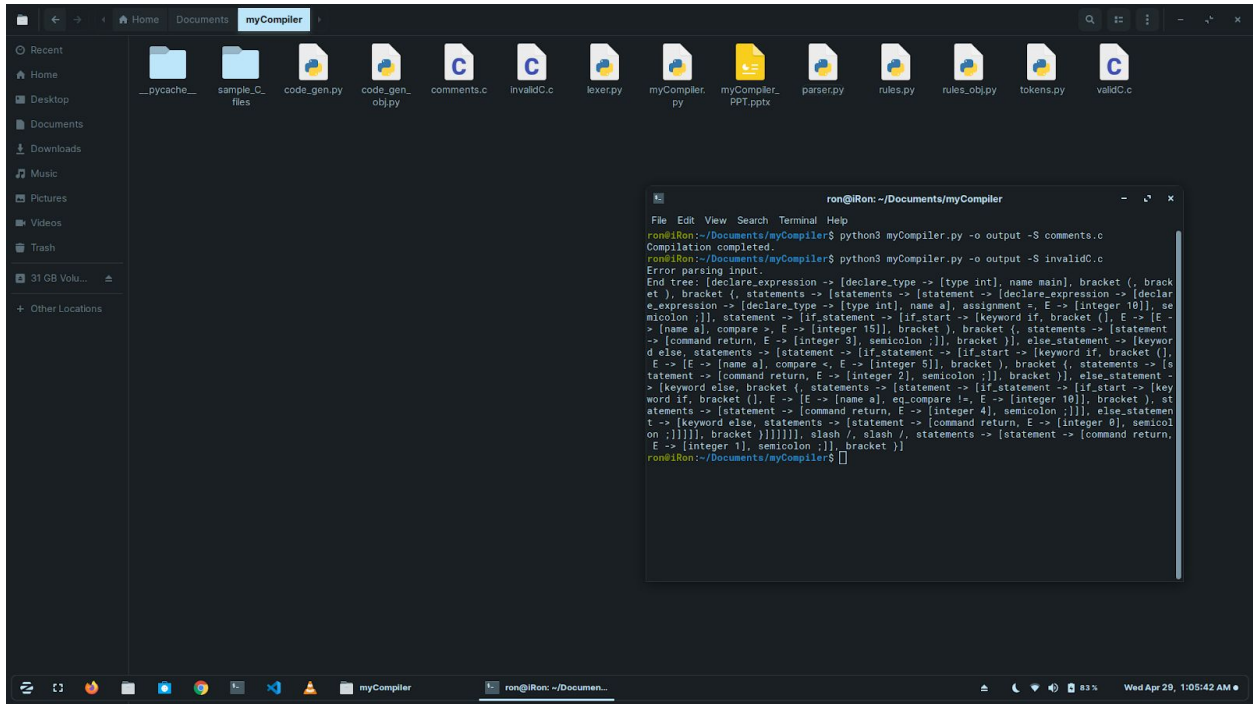 Home Documents myCompiler
Recent
Home
Desktop
Documents
Downloads
Music
Pictures
Videos
Trash
31 GB Volu...
+ Other Locations
__pycache__
sample_C_
files
code_gen.py
code_gen_
obj.py
comments.c
invalidC.c
lexer.py
myCompiler.
py
myCompiler_
PPT.pptx
parser.py
rules.py
rules_obj.py
tokens.py
validC.c
ron@iRon: ~/Documents/myCompiler
File Edit View Search Terminal Help
ron@iRon:~/Documents/myCompiler$ python3 myCompiler.py -o output -S comments.c
Compilation completed.
ron@iRon:~/Documents/myCompiler$ python3 myCompiler.py -o output -S invalidC.c
Error parsing input.
End tree: [declare_expression -> [declare_type -> [type int], name main], bracket (, brack
et ), bracket {, statements -> [statements -> [statement -> [declare_expression -> [declar
e_expression -> [declare_type -> [type int], name a], assignment =, E -> [integer 10]], se
micolon ;]], statement -> [if_statement -> [if_start -> [keyword if, bracket (], E -> [E -
> [name a], compare >, E -> [integer 15]], bracket ), bracket {, statements -> [statement
-> [command return, E -> [integer 3], semicolon ;]], bracket }], else_statement -> [keywor
d else, statements -> [statement -> [if_statement -> [if_start -> [keyword if, bracket (],
E -> [E -> [name a], compare <, E -> [integer 5]], bracket ), bracket {, statements -> [s
tatement -> [command return, E -> [integer 2], semicolon ;]], bracket }], else_statement -
> [keyword else, bracket {, statements -> [statement -> [if_statement -> [if_start -> [key
word if, bracket (], E -> [E -> [name a], eq_compare !=, E -> [integer 10]], bracket ), st
atements -> [statement -> [command return, E -> [integer 4], semicolon ;]]], else_statemen
t -> [keyword else, statements -> [statement -> [command return, E -> [integer 0], semicol
on ;]]]]], bracket }]]]]]], slash /, slash /, statements -> [statement -> [command return,
E -> [integer 1], semicolon ;]], bracket }]
ron@iRon:~/Documents/myCompiler$
myCompiler
ron@iRon: ~/Documen...
83 %
Wed Apr 29, 1:05:42 AM